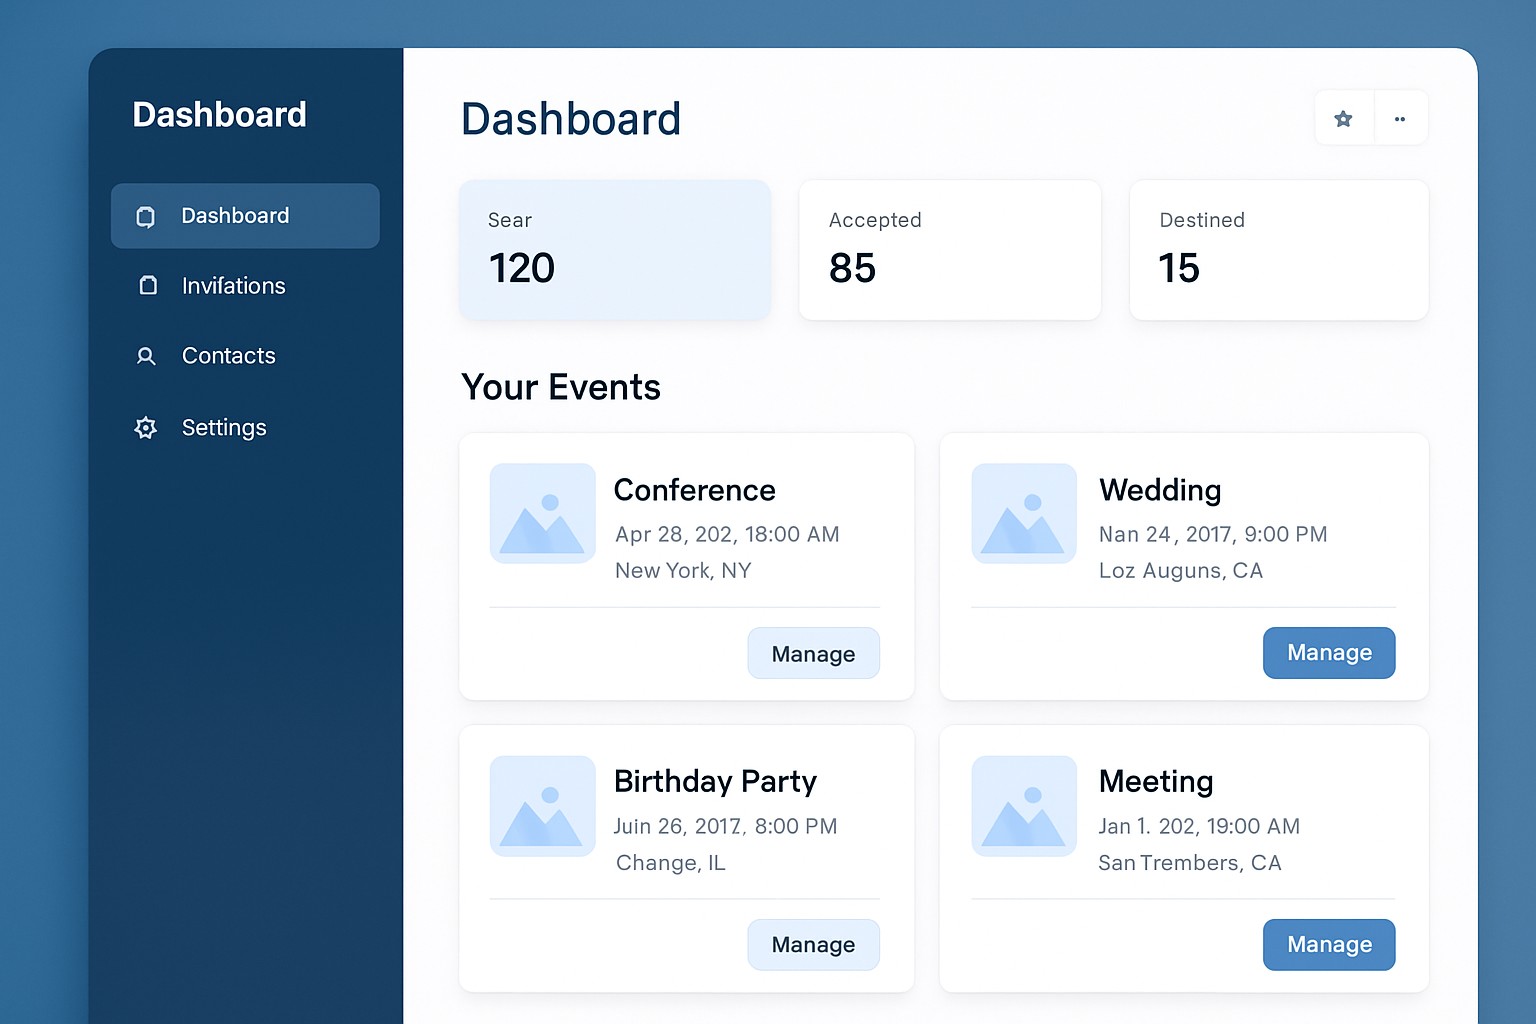 Dashboard
Dashboard
Invifations
Contacts
Settings
Dashboard
Sear
120
Accepted
85
Destined
15
Your Events
Conference
Apr 28, 202, 18:00 AM
New York, NY
Manage
Wedding
Nan 24, 2017, 9:00 PM
Loz Auguns, CA
Manage
Birthday Party
Juin 26, 2017, 8:00 PM
Change, IL
Manage
Meeting
Jan 1. 202, 19:00 AM
San Trembers, CA
Manage